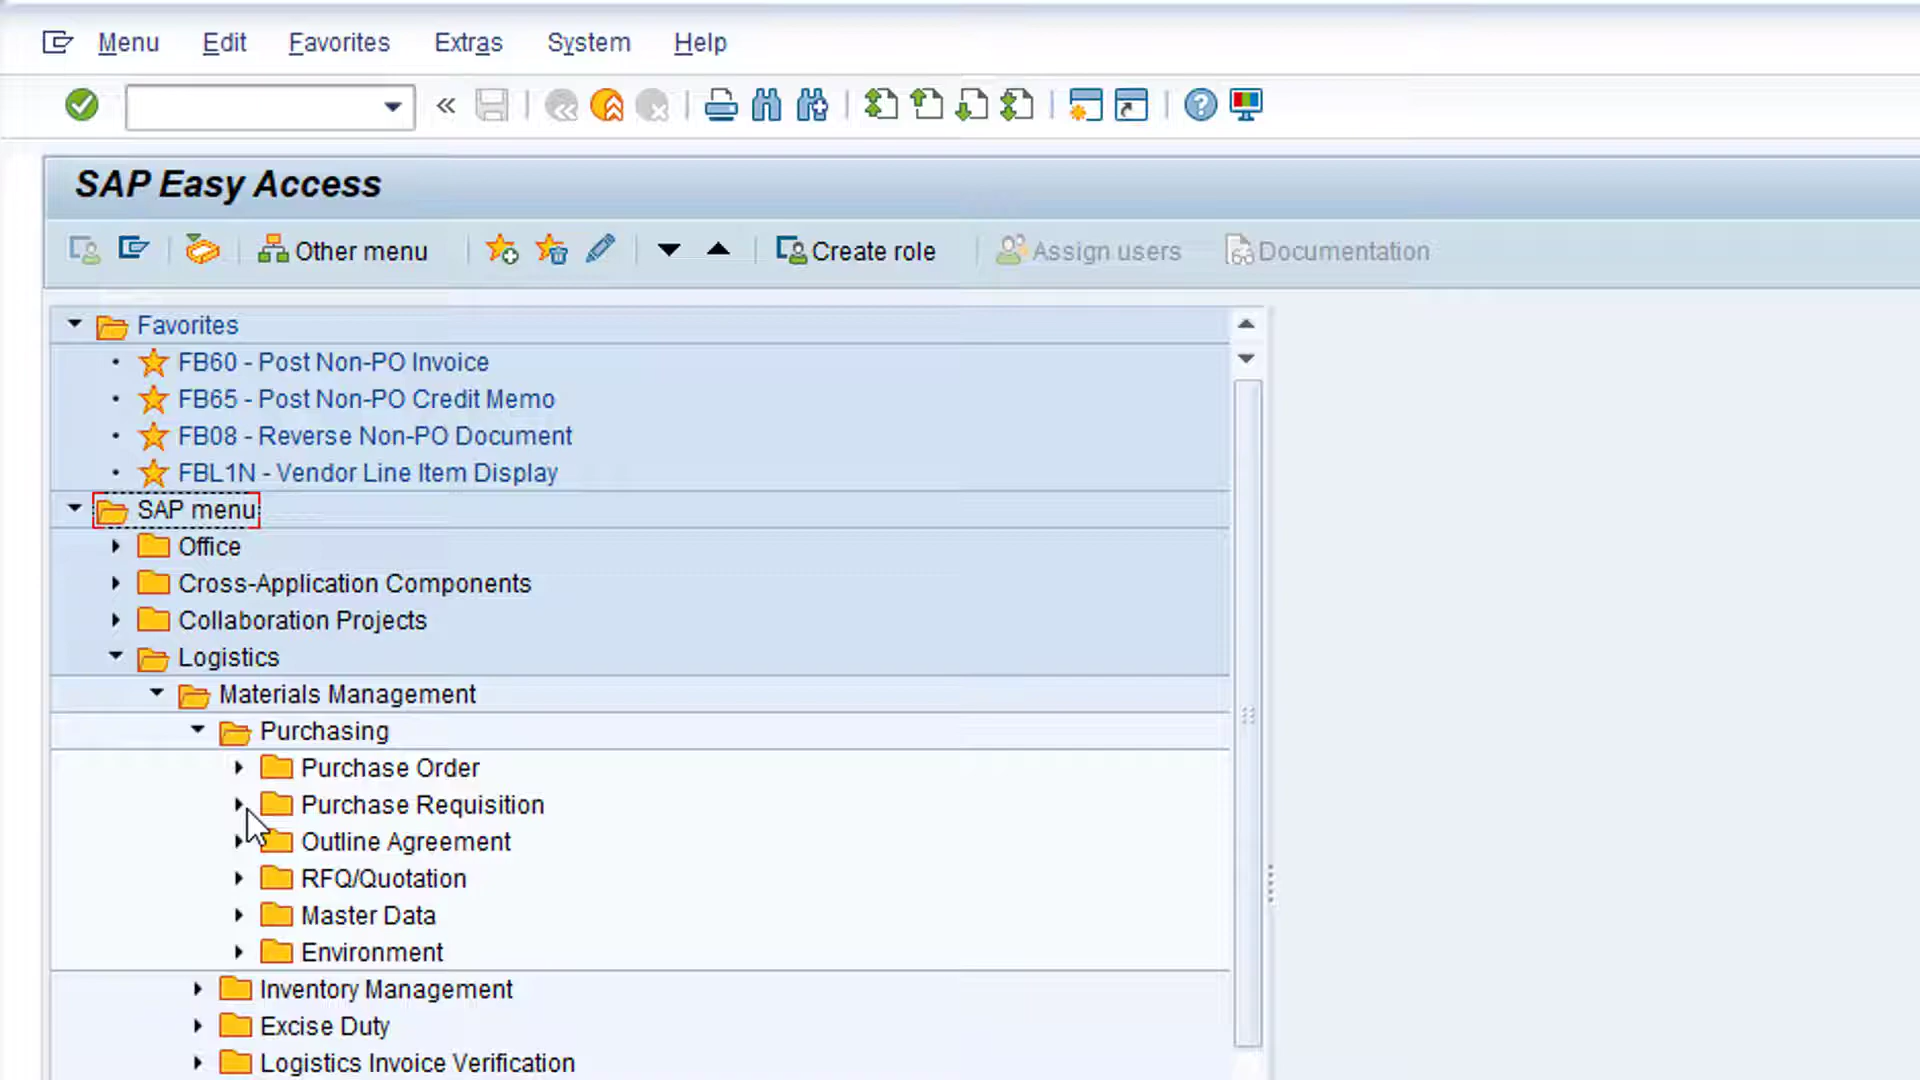 Menu Edit Favorites Extras System Help
SAP Easy Access
Other menu Create role Assign users Documentation
Favorites
FB60 - Post Non-PO Invoice
FB65 - Post Non-PO Credit Memo
FB08 - Reverse Non-PO Document
FBL1N - Vendor Line Item Display
SAP menu
Office
Cross-Application Components
Collaboration Projects
Logistics
Materials Management
Purchasing
Purchase Order
Purchase Requisition
Outline Agreement
RFQ/Quotation
Master Data
Environment
Inventory Management
Excise Duty
Logistics Invoice Verification